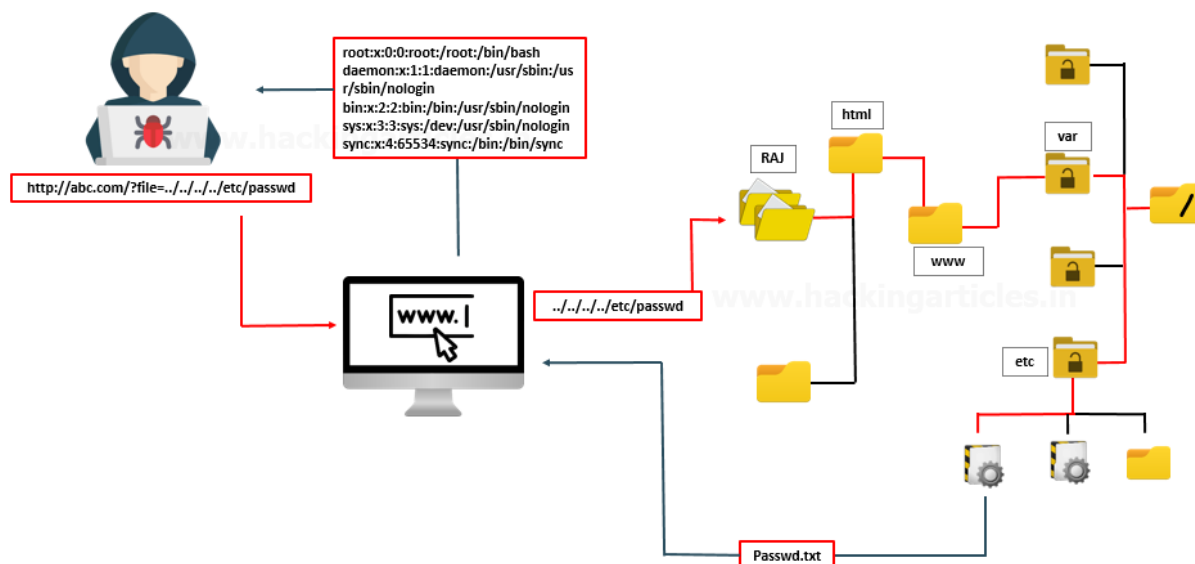 root:x:0:0:root:/root:/bin/bash
daemon:x:1:1:daemon:/usr/sbin:/us
r/sbin/nologin
bin:x:2:2:bin:/bin:/usr/sbin/nologin
sys:x:3:3:sys:/dev:/usr/sbin/nologin
sync:x:4:65534:sync:/bin:/bin/sync
http://abc.com/?file=../../../../etc/passwd
www.
../../../../etc/passwd
RAJ
html
www
var
/
www.hackingarticles.in
etc
Passwd.txt